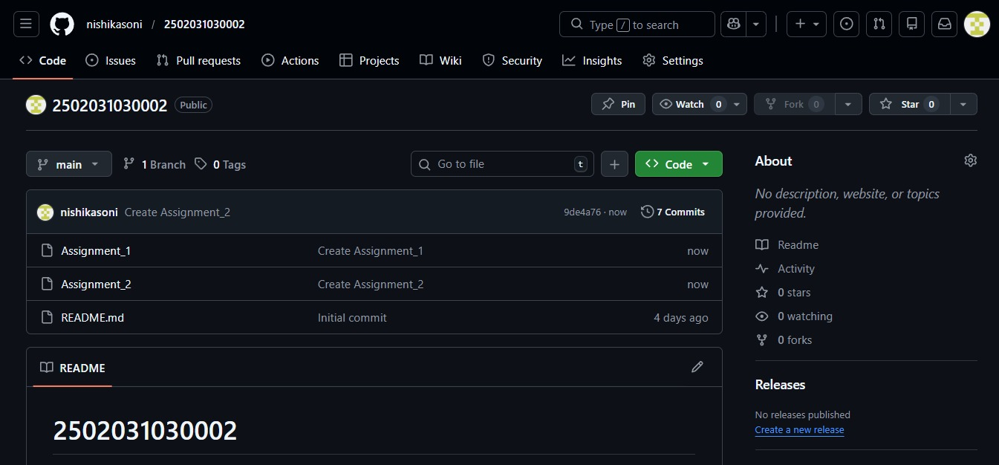 nishikasoni / 2502031030002
Type / to search
Code Issues Pull requests Actions Projects Wiki Security Insights Settings
2502031030002 Public
Pin Watch 0 Fork 0 Star 0
main 1 Branch 0 Tags
Go to file t
Code
nishikasoni Create Assignment_2 9de4a76 · now 7 Commits
Assignment_1 Create Assignment_1 now
Assignment_2 Create Assignment_2 now
README.md Initial commit 4 days ago
README
2502031030002
About
No description, website, or topics
provided.
Readme
Activity
0 stars
0 watching
0 forks
Releases
No releases published
Create a new release